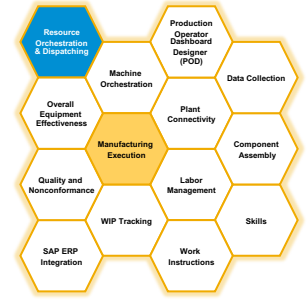 Resource
Orchestration
& Dispatching
Production
Operator
Dashboard
Designer
(POD)
Machine
Orchestration
Data Collection
Overall
Equipment
Effectiveness
Plant
Connectivity
Manufacturing
Execution
Component
Assembly
Quality and
Nonconformance
Labor
Management
WIP Tracking
Skills
SAP ERP
Integration
Work
Instructions